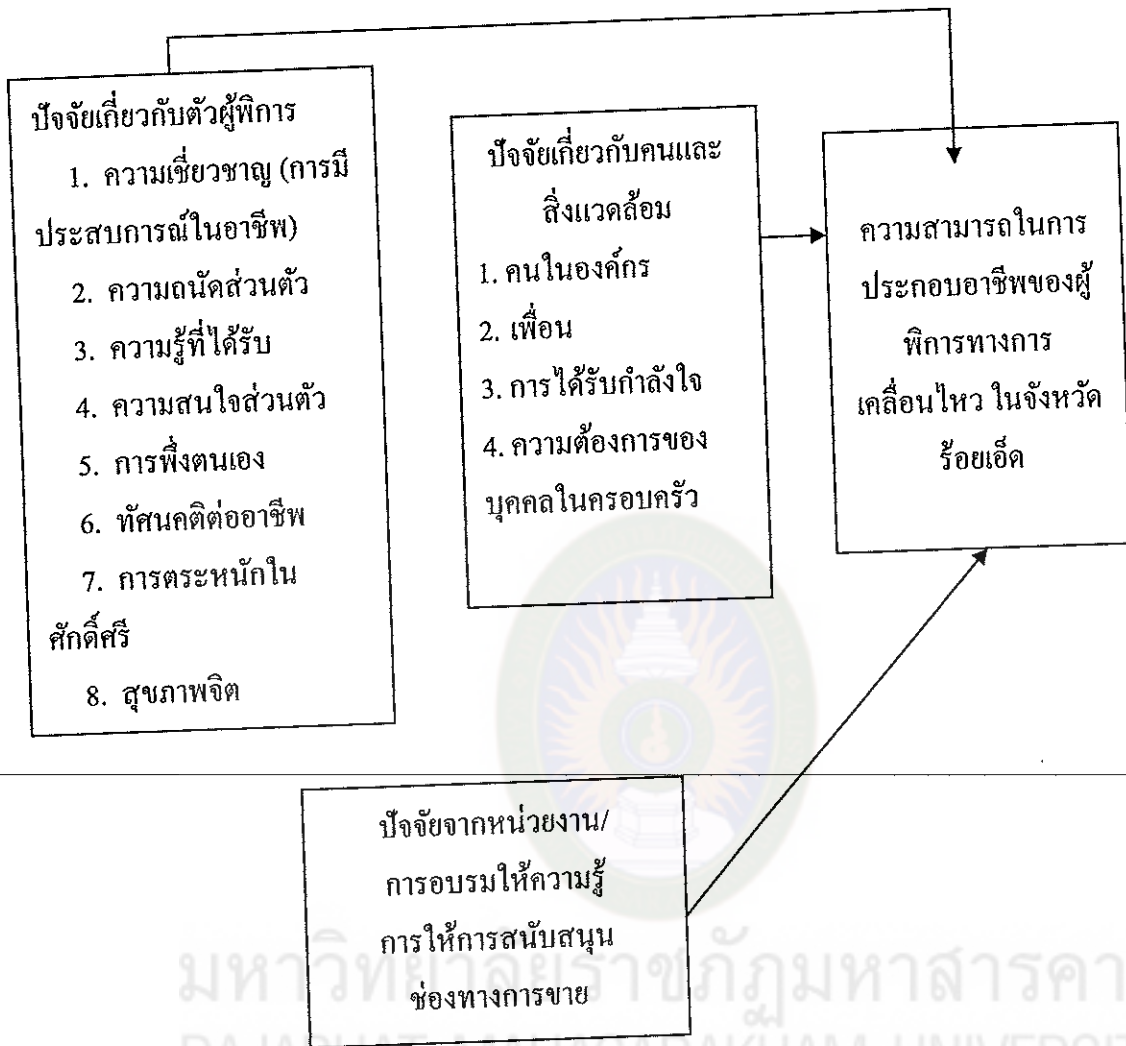 ปัจจัยเกี่ยวกับตัวผู้พิการ
1. ความเชี่ยวชาญ (การมี
ประสบการณ์ในอาชีพ)
2. ความถนัดส่วนตัว
3. ความรู้ที่ได้รับ
4. ความสนใจส่วนตัว
5. การพึ่งตนเอง
6. ทัศนคติต่ออาชีพ
7. การตระหนักใน
ศักดิ์ศรี
8. สุขภาพจิต
ปัจจัยเกี่ยวกับคนและ
สิ่งแวดล้อม
1. คนในองค์กร
2. เพื่อน
3. การได้รับกำลังใจ
4. ความต้องการของ
บุคคลในครอบครัว
ความสามารถในการ
ประกอบอาชีพของผู้
พิการทางการ
เคลื่อนไหว ในจังหวัด
ร้อยเอ็ด
ปัจจัยจากหน่วยงาน/
การอบรมให้ความรู้
การให้การสนับสนุน
ช่องทางการขาย
มหาวิทยาลัยราชภัฏมหาสารคา
RAJABHAT MAHASARAKHAM UNIVERSIT